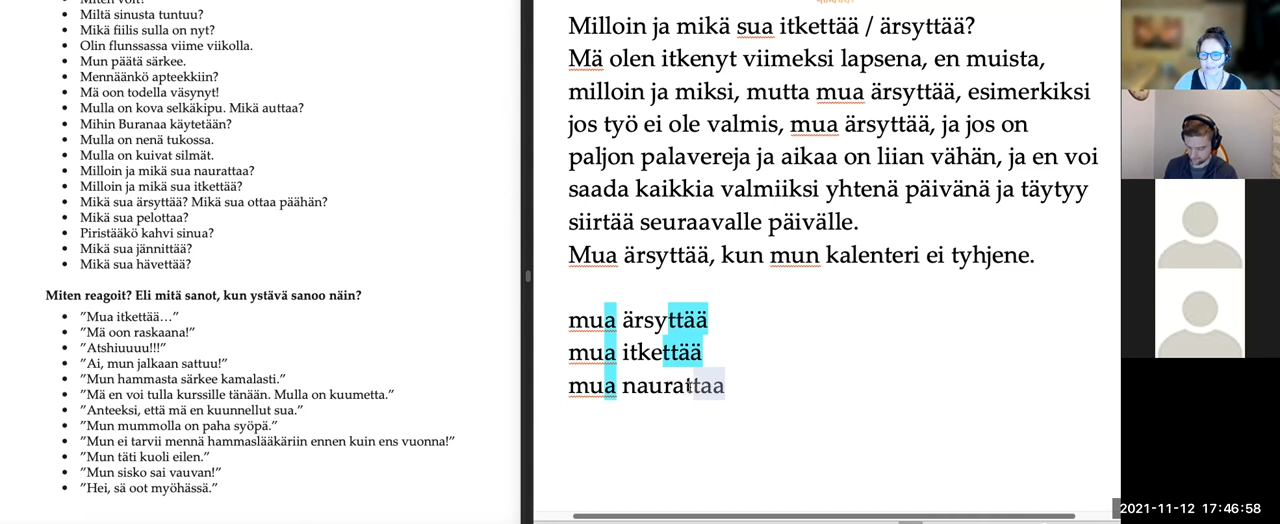 Miltä sinusta tuntuu?
Mikä fiilis sulla on nyt?
Olin flunssassa viime viikolla.
Mun päätä särkee.
Mennäänkö apteekkiin?
Mä oon todella väsynyt!
Mulla on kova selkäkipu. Mikä auttaa?
Mihin Buranaa käytetään?
Mulla on nenä tukossa.
Mulla on kuivat silmät.
Milloin ja mikä sua naurattaa?
Milloin ja mikä sua itkettää?
Mikä sua ärsyttää? Mikä sua ottaa päähän?
Mikä sua pelottaa?
Piristääkö kahvi sinua?
Mikä sua jännittää?
Mikä sua hävettää?
Miten reagoit? Eli mitä sanot, kun ystävä sanoo näin?
”Mua itkettää…”
”Mä oon raskaana!”
”Atshiuuuu!!!”
”Ai, mun jalkaan sattuu!”
”Mun hammasta särkee kamalasti.”
”Mä en voi tulla kurssille tänään. Mulla on kuumetta.”
”Anteeksi, että mä en kuunnellut sua.”
”Mun mummolla on paha syöpä.”
”Mun ei tarvii mennä hammaslääkäriin ennen kuin ens vuonna!”
”Mun täti kuoli eilen.”
”Mun sisko sai vauvan!”
”Hei, sä oot myöhässä.”
Milloin ja mikä sua itkettää / ärsyttää?
Mä olen itkenyt viimeksi lapsena, en muista,
milloin ja miksi, mutta mua ärsyttää, esimerkiksi
jos työ ei ole valmis, mua ärsyttää, ja jos on
paljon palavereja ja aikaa on liian vähän, ja en voi
saada kaikkia valmiiksi yhtenä päivänä ja täytyy
siirtää seuraavalle päivälle.
Mua ärsyttää, kun mun kalenteri ei tyhjene.
mua ärsyttää
mua itkettää
mua naurattaa
2021-11-12 17:46:58